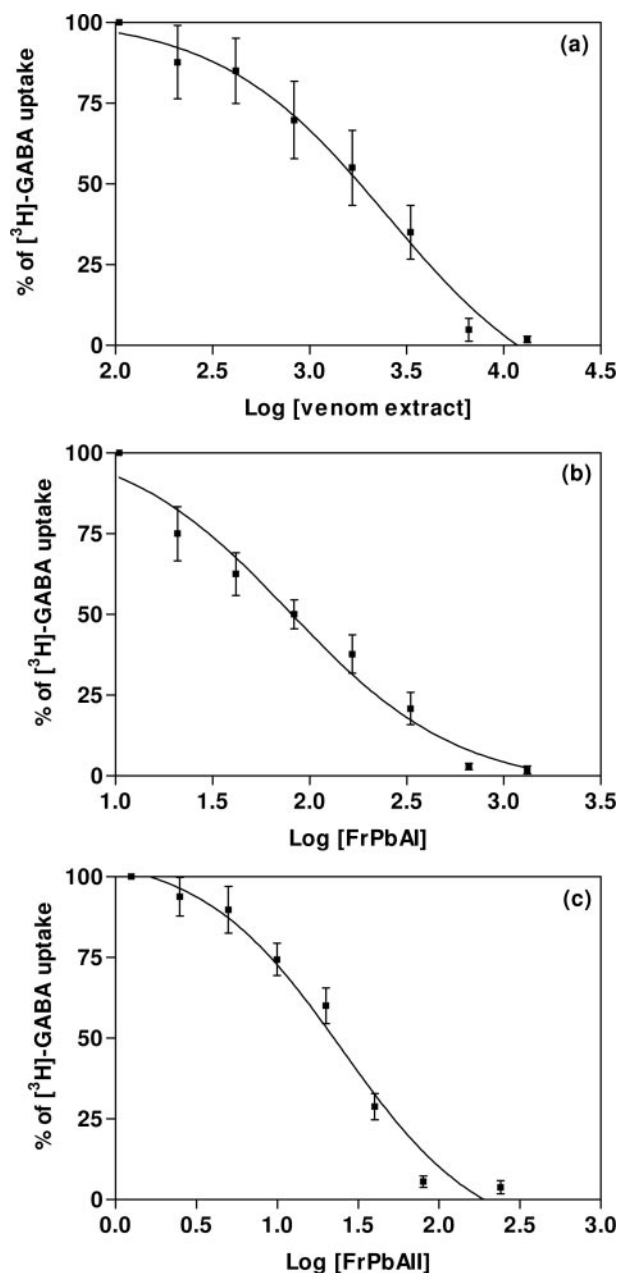 (a)
% of [³H]-GABA uptake
100
75
50
25
0
2.0 2.5 3.0 3.5 4.0 4.5
Log [venom extract]
(b)
% of [³H]-GABA uptake
100
75
50
25
0
1.0 1.5 2.0 2.5 3.0 3.5
Log [FrPbAI]
(c)
% of [³H]-GABA uptake
100
75
50
25
0
0.0 0.5 1.0 1.5 2.0 2.5 3.0
Log [FrPbAII]